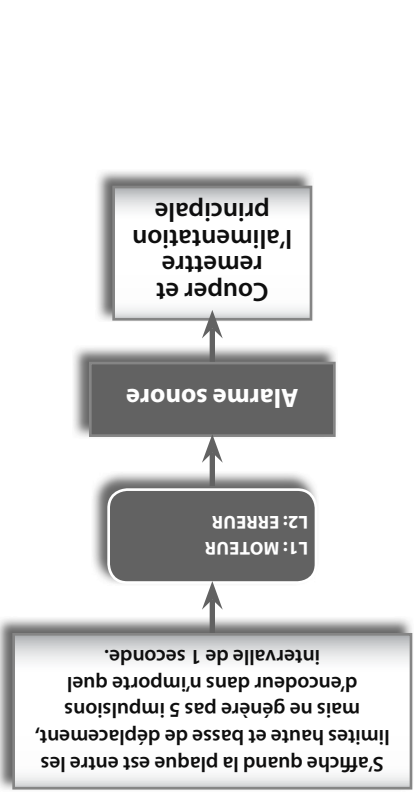 S'affiche quand la plaque est entre les
limites haute et basse de déplacement,
mais ne génère pas 5 impulsions
d'encodeur dans n'importe quel
intervalle de 1 seconde.
L1: MOTEUR
L2: ERREUR
Alarme sonore
Couper et
remettre
l'alimentation
principale